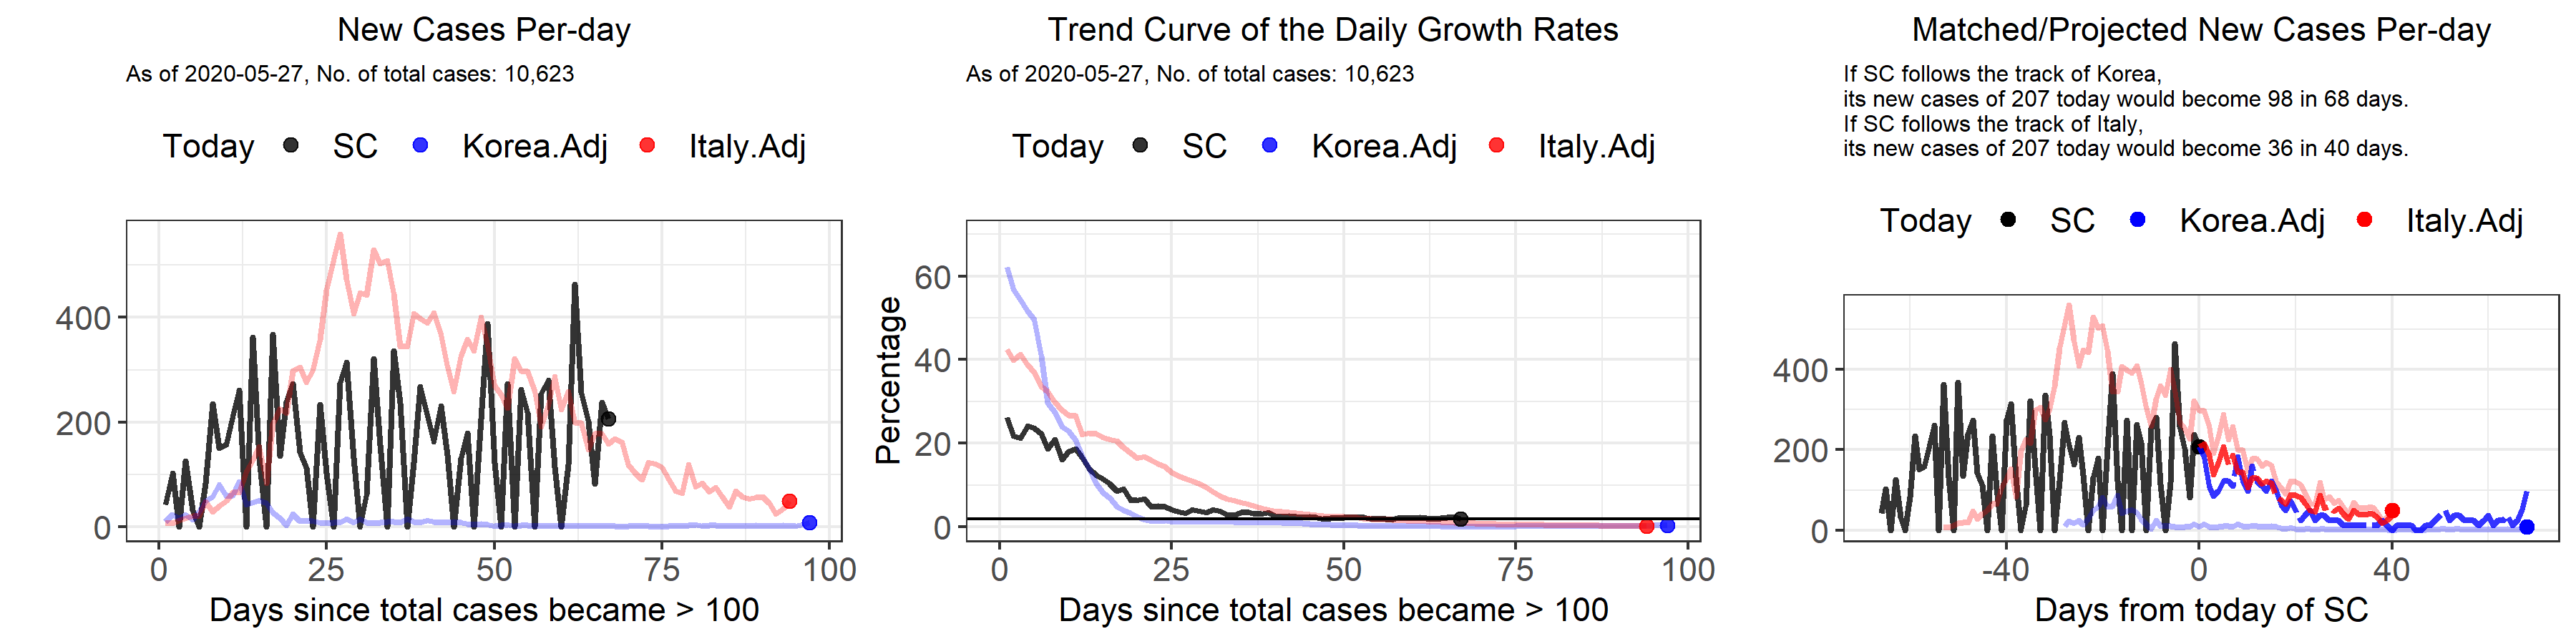 New Cases Per-day
As of 2020-05-27, No. of total cases: 10,623
Today SC Korea.Adj Italy.Adj
400
200
0
0 25 50 75 100
Days since total cases became > 100
Trend Curve of the Daily Growth Rates
As of 2020-05-27, No. of total cases: 10,623
Today SC Korea.Adj Italy.Adj
Percentage
60
40
20
0
0 25 50 75 100
Days since total cases became > 100
Matched/Projected New Cases Per-day
If SC follows the track of Korea,
its new cases of 207 today would become 98 in 68 days.
If SC follows the track of Italy,
its new cases of 207 today would become 36 in 40 days.
Today SC Korea.Adj Italy.Adj
400
200
0
-40 0 40
Days from today of SC